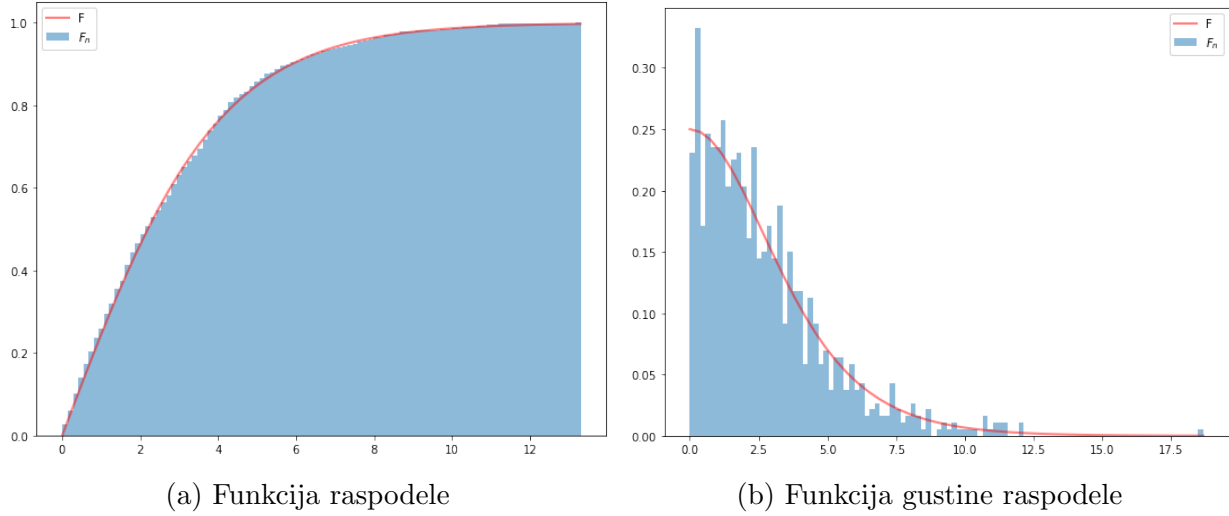 F
Fₙ
1.0
0.8
0.6
0.4
0.2
0.0
0 2 4 6 8 10 12
(a) Funkcija raspodele
F
Fₙ
0.30
0.25
0.20
0.15
0.10
0.05
0.00
0.0 2.5 5.0 7.5 10.0 12.5 15.0 17.5
(b) Funkcija gustine raspodele